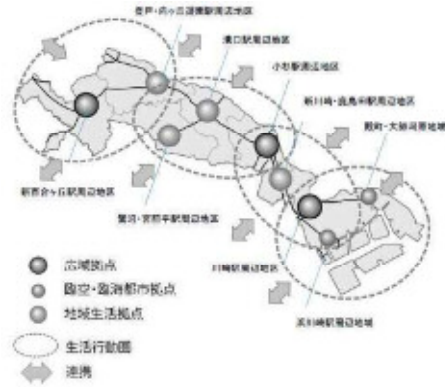 登戸・向ヶ丘遊園駅周辺地区
溝口駅周辺地区
小杉駅周辺地区
新川崎・鹿島田駅周辺地区
殿町・大師河原地域
新百合ヶ丘駅周辺地区
鷺沼・宮前平駅周辺地区
川崎駅周辺地区
浜川崎駅周辺地域
広域拠点
臨空・臨海都市拠点
地域生活拠点
生活行動圏
連携